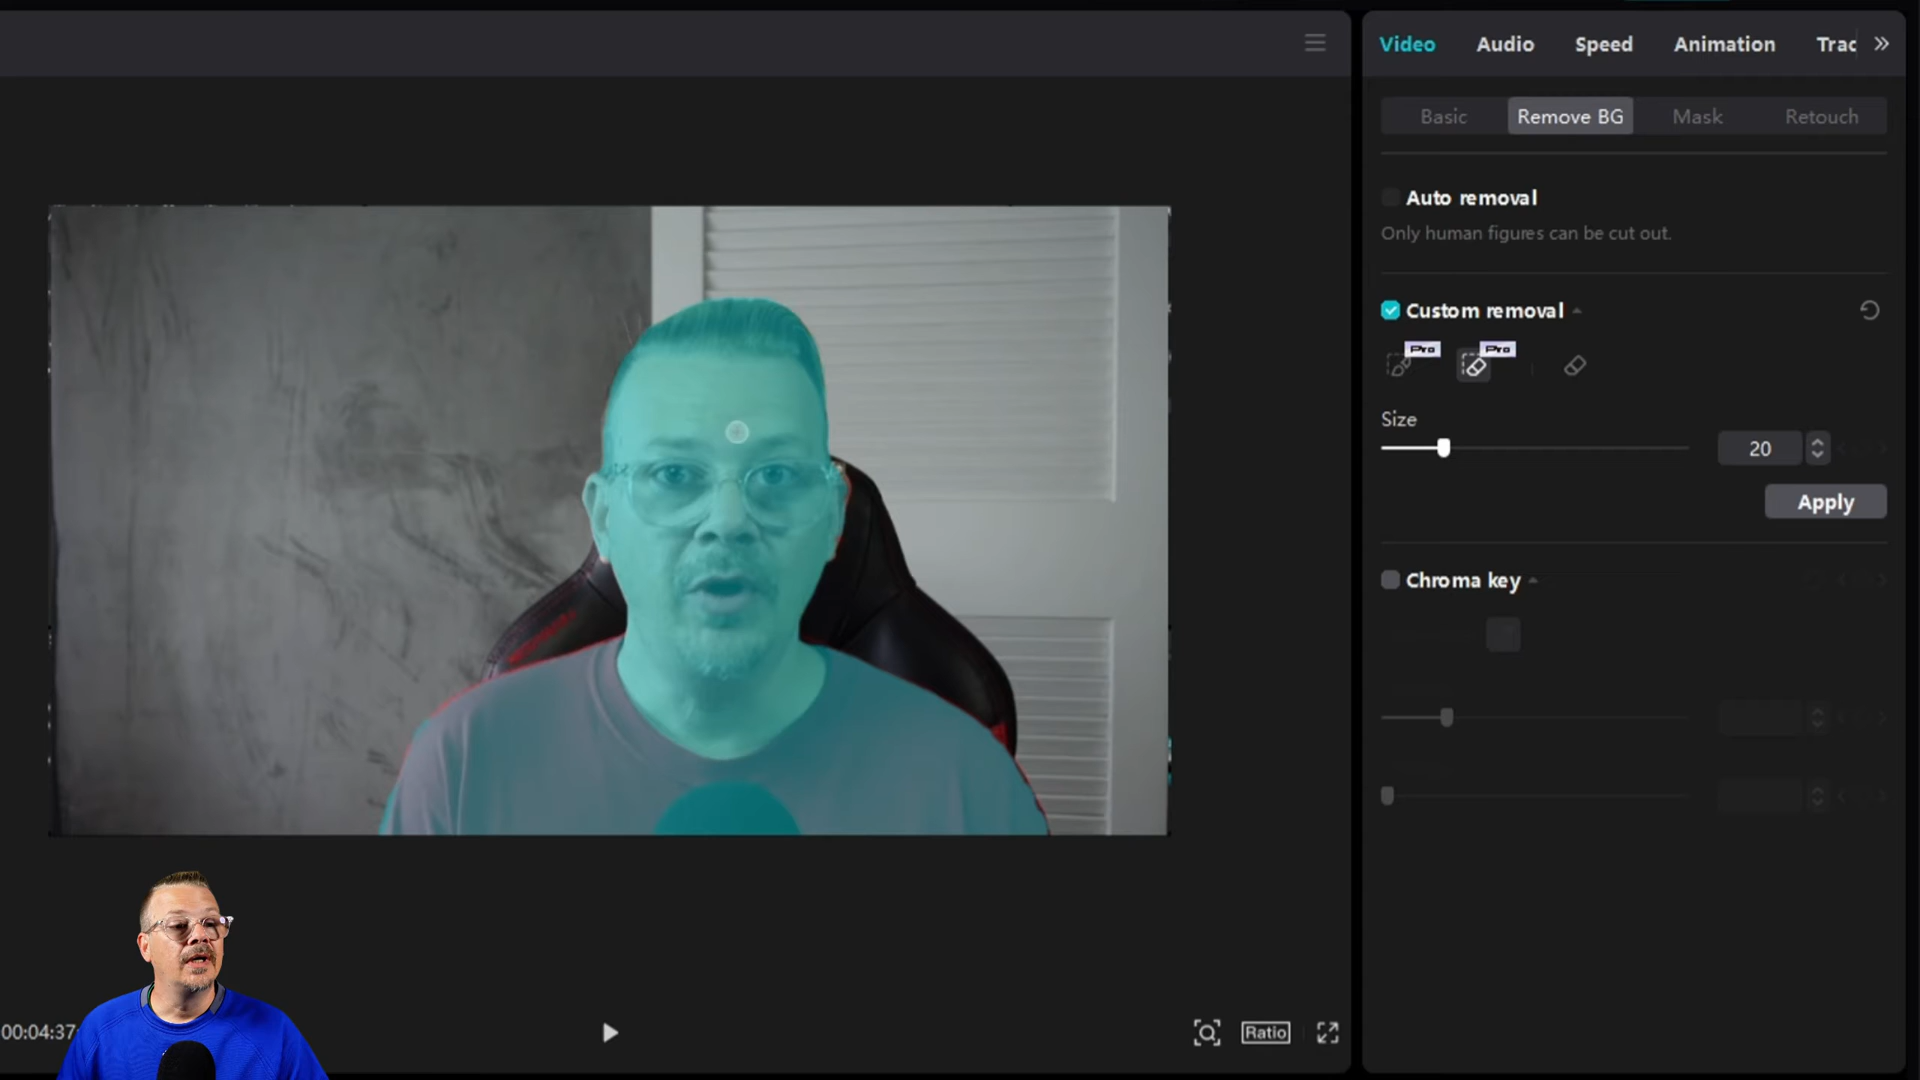 Video Audio Speed Animation Trac
Basic Remove BG Mask Retouch
Auto removal
Only human figures can be cut out.
Custom removal
Pro Pro
Size
20
Apply
Chroma key
00:04:37
Ratio